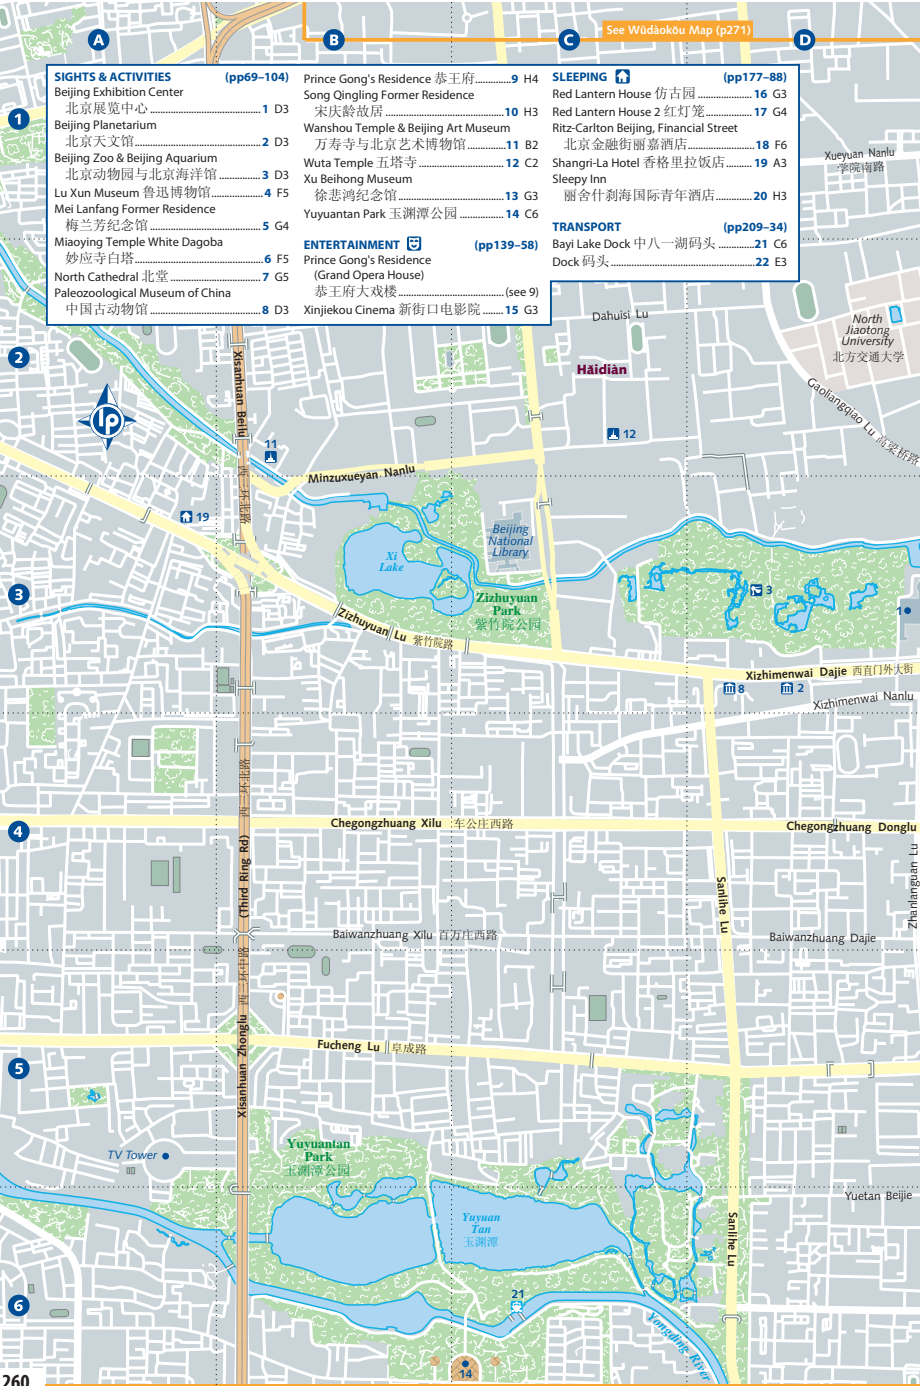 A
B
C
D
See Wǔdàokǒu Map (p271)
SIGHTS & ACTIVITIES (pp69–104)
Beijing Exhibition Center
北京展览中心 1 D3
Beijing Planetarium
北京天文馆 2 D3
Beijing Zoo & Beijing Aquarium
北京动物园与北京海洋馆 3 D3
Lu Xun Museum 鲁迅博物馆 4 F5
Mei Lanfang Former Residence
梅兰芳纪念馆 5 G4
Miaoying Temple White Dagoba
妙应寺白塔 6 F5
North Cathedral 北堂 7 G5
Paleozoological Museum of China
中国古动物馆 8 D3
Prince Gong's Residence 恭王府 9 H4
Song Qingling Former Residence
宋庆龄故居 10 H3
Wanshou Temple & Beijing Art Museum
万寿寺与北京艺术博物馆 11 B2
Wuta Temple 五塔寺 12 C2
Xu Beihong Museum
徐悲鸿纪念馆 13 G3
Yuyuantan Park 玉渊潭公园 14 C6
ENTERTAINMENT (pp139–58)
Prince Gong's Residence
(Grand Opera House)
恭王府大戏楼 (see 9)
Xinjiekou Cinema 新街口电影院 15 G3
SLEEPING (pp177–88)
Red Lantern House 仿古园 16 G3
Red Lantern House 2 红灯笼 17 G4
Ritz-Carlton Beijing, Financial Street
北京金融街丽嘉酒店 18 F6
Shangri-La Hotel 香格里拉饭店 19 A3
Sleepy Inn
丽舍什刹海国际青年酒店 20 H3
TRANSPORT (pp209–34)
Bayi Lake Dock 中八一湖码头 21 C6
Dock 码头 22 E3
1
Xueyuan Nanlu
学院南路
Dahuisi Lu
North
Jiaotong
University
北方交通大学
2
Hǎidiàn
Gaoliangqiao Lu 高梁桥路
Xisanhuan Beilu
西三环北路
lp
11
12
Minzuxueyan Nanlu
19
Beijing
National
Library
Xi
Lake
3
3
1
Zizhuyuan
Park
紫竹院公园
Zizhuyuan Lu 紫竹院路
Xizhimenwai Dajie 西直门外大街
8
2
Xizhimenwai Nanlu
西三环北路
4
Chegongzhuang Xilu 车公庄西路
Chegongzhuang Donglu
(Third Ring Rd)
Sanlihe Lu
Zhanlanguan Lu
Baiwanzhuang Xilu 百万庄西路
Baiwanzhuang Dajie
Xisanhuan Zhonglu 西三环中路
Fucheng Lu 阜成路
5
Yuyuantan
Park
玉渊潭公园
TV Tower
Yuetan Beijie
Yuyuan
Tan
玉渊潭
Sanlihe Lu
6
21
Yongding River
14
260